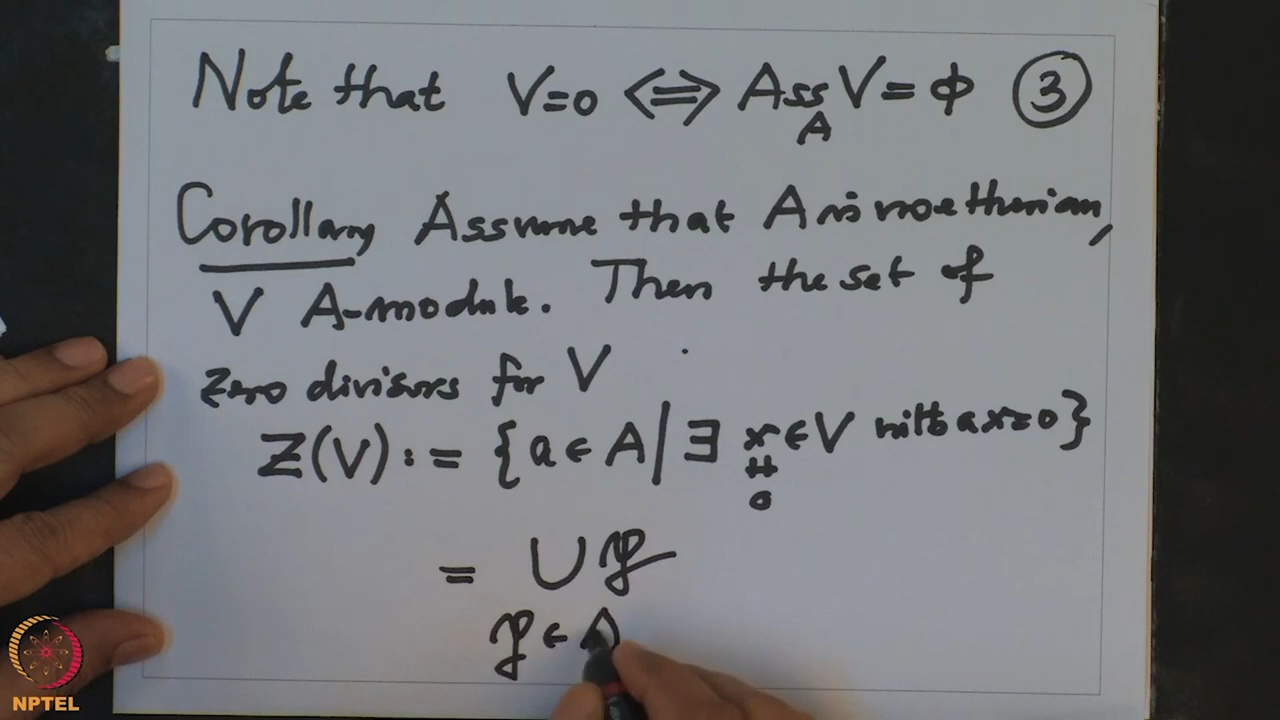 Note that V=0 <=> Ass_A V = ϕ ③
Corollary Assume that A is noetherian,
V A-module. Then the set of
Zero divisors for V
Z(V) := {a ∈ A | ∃ x ∈ V with ax=0}
≠
0
= ∪ 𝔭
𝔭 ∈ A
NPTEL